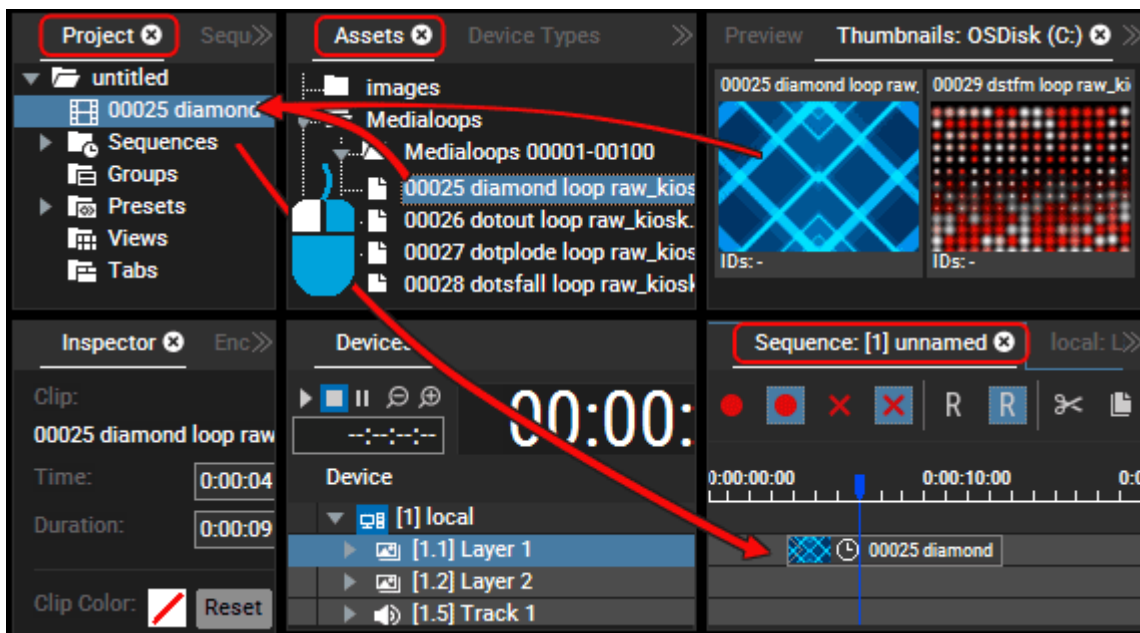 Project
Sequ
untitled
00025 diamond
Sequences
Groups
Presets
Views
Tabs
Assets
Device Types
images
Medialoops
Medialoops 00001-00100
00025 diamond loop raw_kios
00026 dotout loop raw_kiosk.
00027 dotplode loop raw_kios
00028 dotsfall loop raw_kiosk
Preview
Thumbnails: OSDisk (C:)
00025 diamond loop raw_
00029 dstfm loop raw_ki
IDs: -
IDs: -
Inspector
Enc
Clip:
00025 diamond loop raw
Time:
0:00:04
Duration:
0:00:09
Clip Color:
Reset
Devices
00:00:
--:--:--:--
Device
[1] local
[1.1] Layer 1
[1.2] Layer 2
[1.5] Track 1
Sequence: [1] unnamed
local: L
R
R
0:00:00:00
0:00:10:00
0:0
00025 diamond